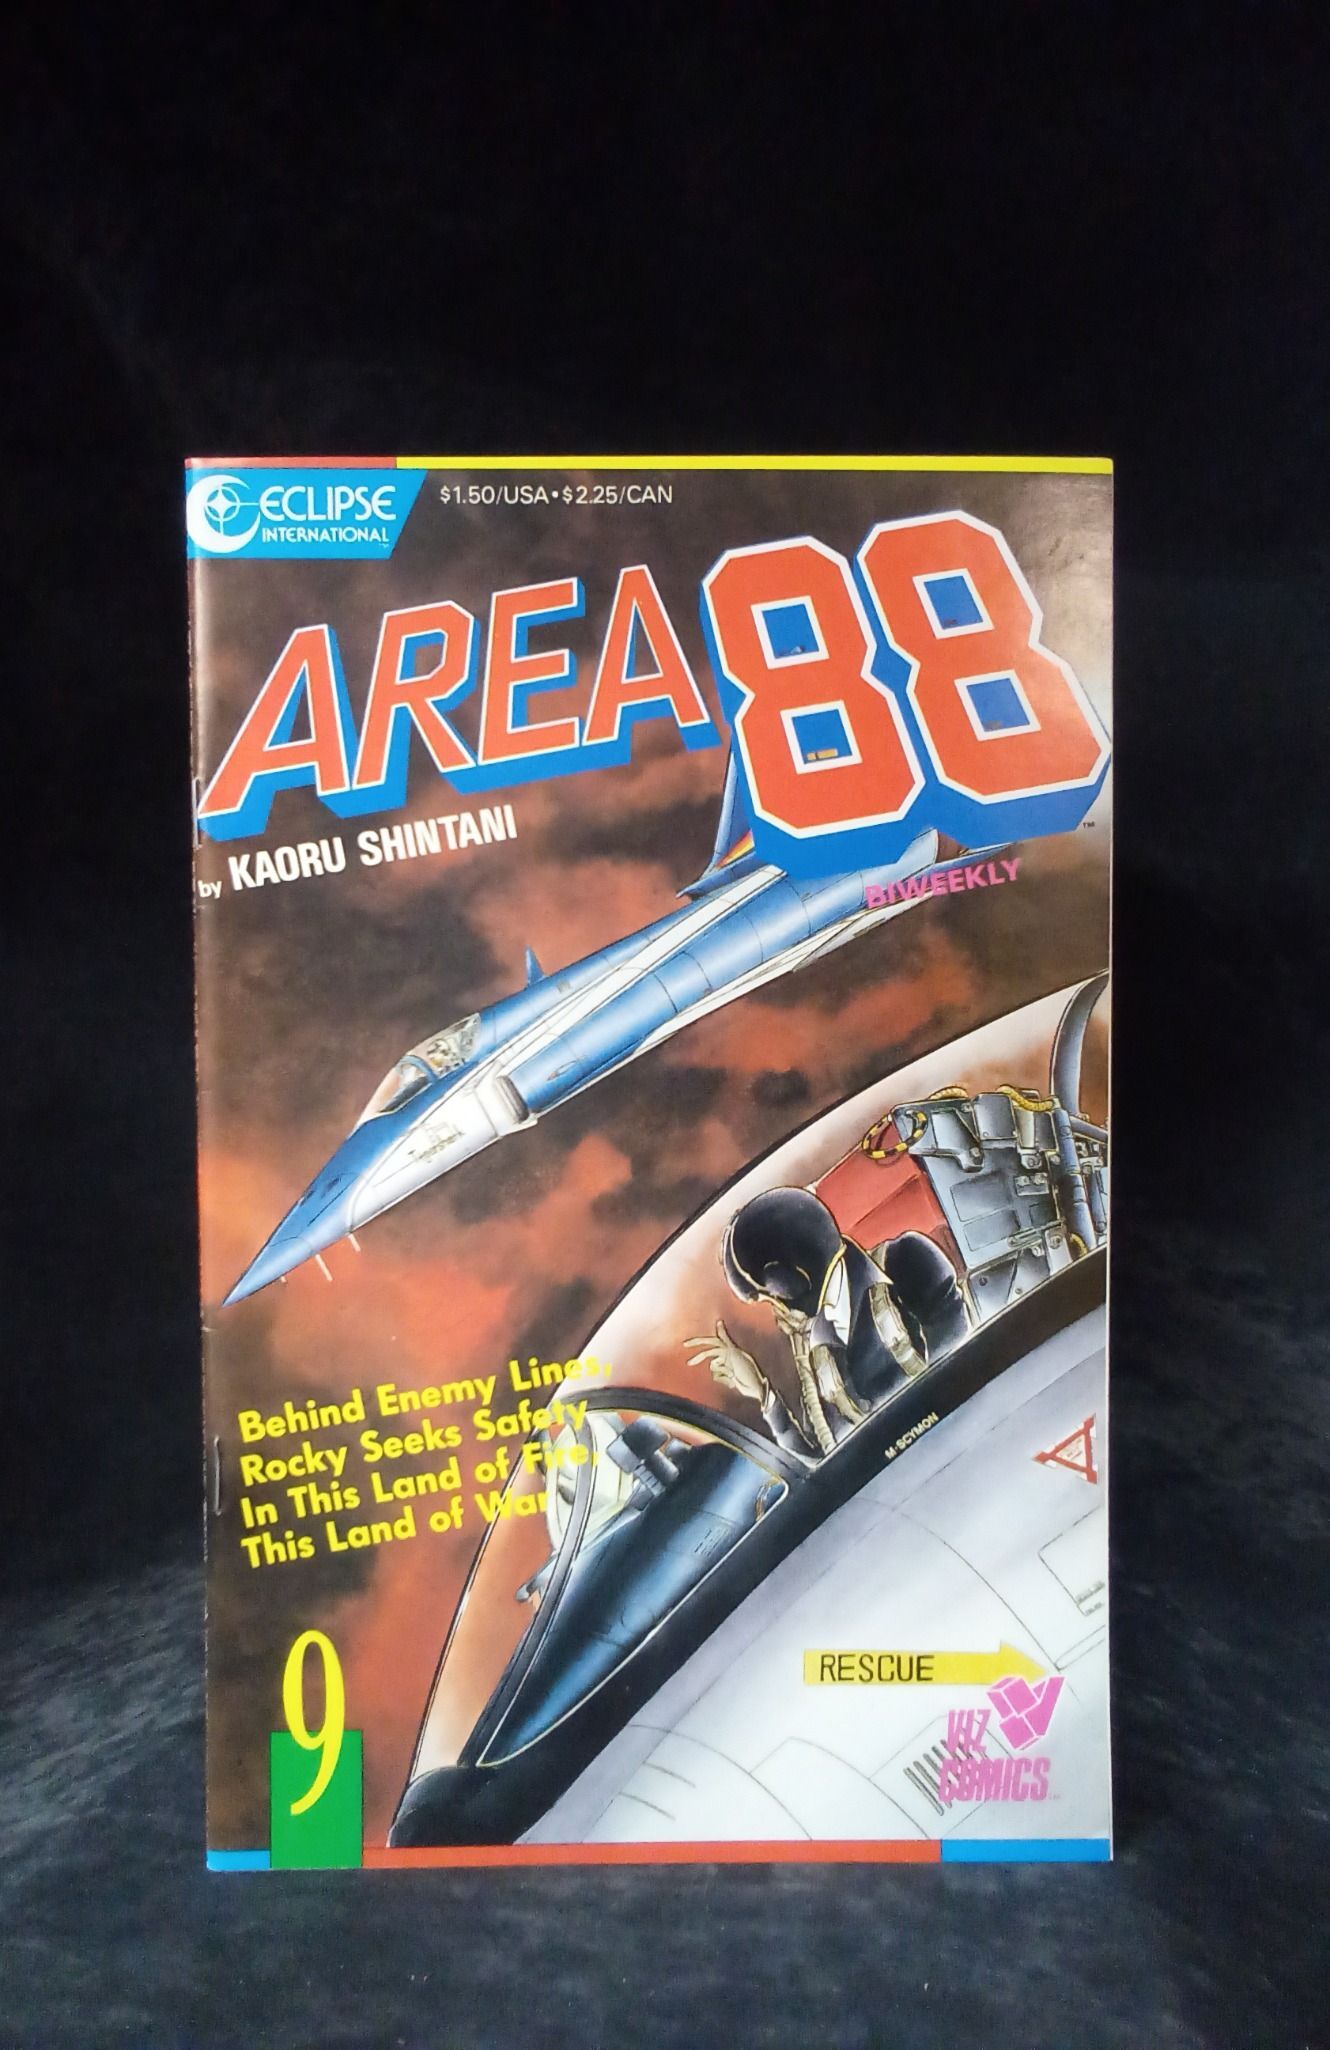 ECLIPSE
INTERNATIONAL
$1.50/USA•$2.25/CAN
AREA 88
TM
by KAORU SHINTANI
BIWEEKLY
Behind Enemy Lines,
Rocky Seeks Safety
In This Land of Fire,
This Land of War
M·SCYMON
RESCUE
9
VIZ
COMICS